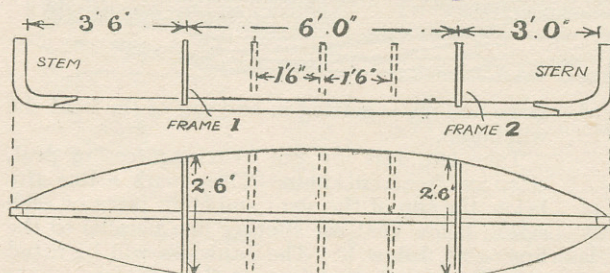 3' 6" 6'. 0" 3'. 0"
STEM 1'6" 1'6" STERN
FRAME 1 FRAME 2
2'6" 2'6"